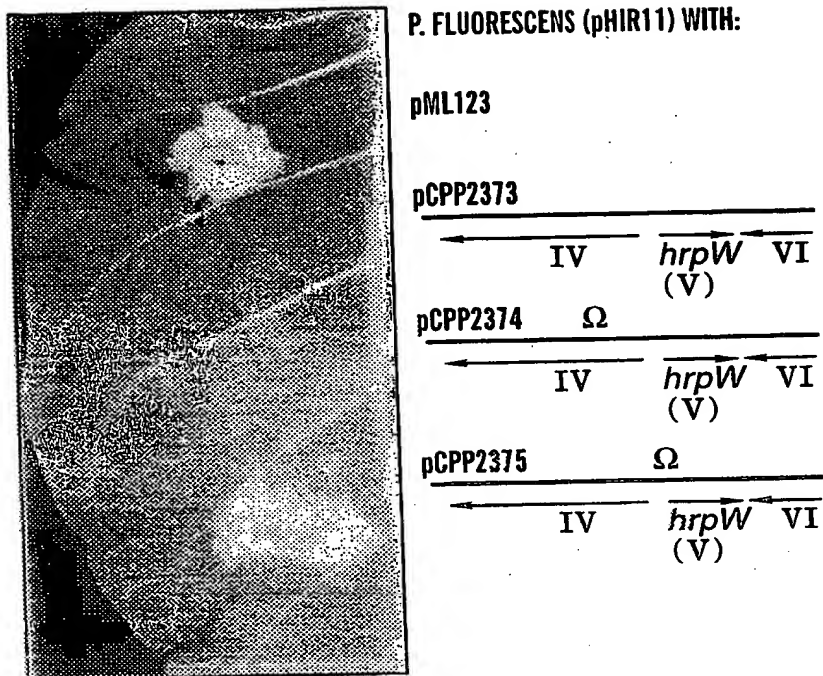 P. FLUORESCENS (pHIR11) WITH:
pML123
pCPP2373
IV hrpW VI
(V)
pCPP2374 Ω
IV hrpW VI
(V)
pCPP2375 Ω
IV hrpW VI
(V)